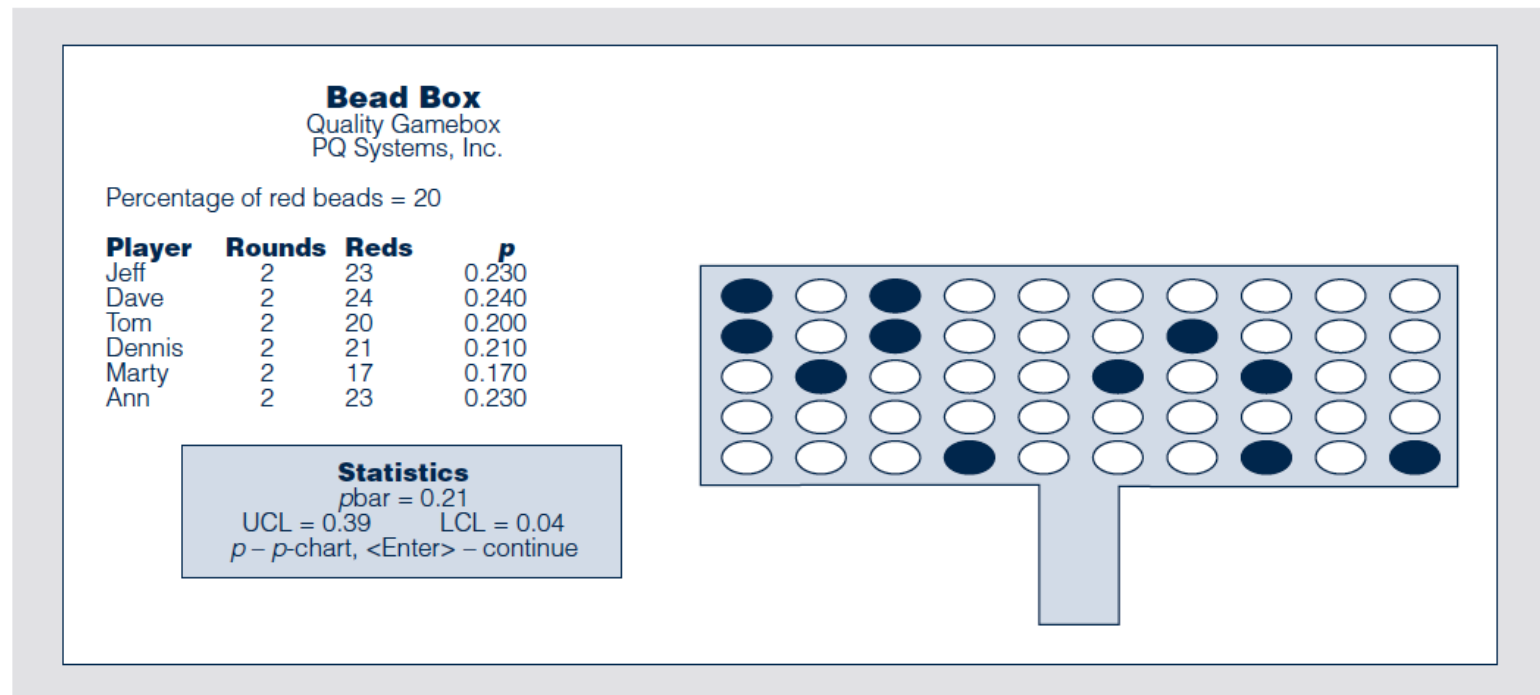 Bead Box
Quality Gamebox
PQ Systems, Inc.
Percentage of red beads = 20
Player Rounds Reds p
Jeff 2 23 0.230
Dave 2 24 0.240
Tom 2 20 0.200
Dennis 2 21 0.210
Marty 2 17 0.170
Ann 2 23 0.230
Statistics
pbar = 0.21
UCL = 0.39 LCL = 0.04
p – p-chart, <Enter> – continue